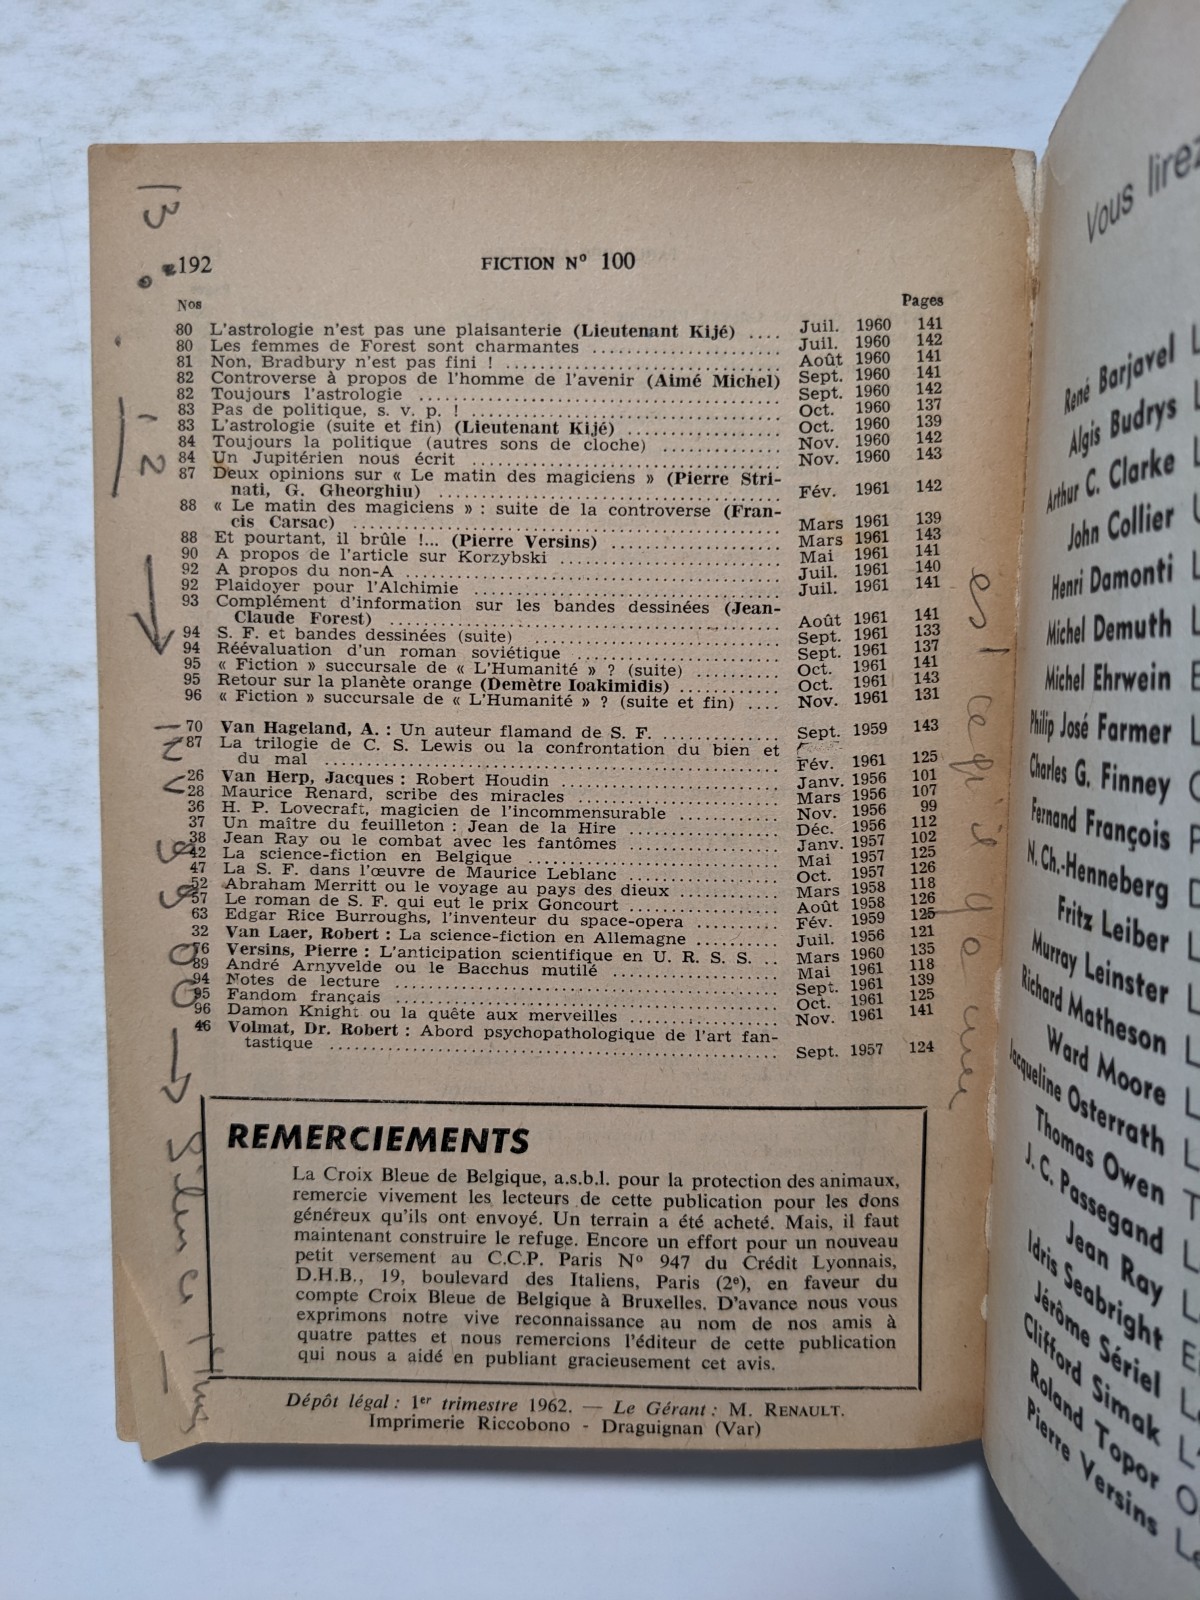 192
FICTION Nº 100
Nos
Pages
80 L'astrologie n'est pas une plaisanterie (Lieutenant Kijé) .... Juil. 1960 141
80 Les femmes de Forest sont charmantes .................... Juil. 1960 142
81 Non, Bradbury n'est pas fini ! .................... Août 1960 141
82 Controverse à propos de l'homme de l'avenir (Aimé Michel) Sept. 1960 141
82 Toujours l'astrologie .................... Sept. 1960 142
83 Pas de politique, s. v. p. ! .................... Oct. 1960 137
83 L'astrologie (suite et fin) (Lieutenant Kijé) .................... Oct. 1960 139
84 Toujours la politique (autres sons de cloche) .................... Nov. 1960 142
84 Un Jupitérien nous écrit .................... Nov. 1960 143
87 Deux opinions sur « Le matin des magiciens » (Pierre Stri-
nati, G. Gheorghiu) .................... Fév. 1961 142
88 « Le matin des magiciens » : suite de la controverse (Fran-
cis Carsac) .................... Mars 1961 139
88 Et pourtant, il brûle !... (Pierre Versins) .................... Mars 1961 143
90 A propos de l'article sur Korzybski .................... Mai 1961 141
92 A propos du non-A .................... Juil. 1961 140
92 Plaidoyer pour l'Alchimie .................... Juil. 1961 141
93 Complément d'information sur les bandes dessinées (Jean-
Claude Forest) .................... Août 1961 141
94 S. F. et bandes dessinées (suite) .................... Sept. 1961 133
94 Réévaluation d'un roman soviétique .................... Sept. 1961 137
95 « Fiction » succursale de « L'Humanité » ? (suite) .................... Oct. 1961 141
95 Retour sur la planète orange (Demètre Ioakimidis) .................... Oct. 1961 143
96 « Fiction » succursale de « L'Humanité » ? (suite et fin) .... Nov. 1961 131
70 Van Hageland, A. : Un auteur flamand de S. F. .................... Sept. 1959 143
87 La trilogie de C. S. Lewis ou la confrontation du bien et
du mal .................... Fév. 1961 125
26 Van Herp, Jacques : Robert Houdin .................... Janv. 1956 101
28 Maurice Renard, scribe des miracles .................... Mars 1956 107
36 H. P. Lovecraft, magicien de l'incommensurable .................... Nov. 1956 99
37 Un maître du feuilleton : Jean de la Hire .................... Déc. 1956 112
38 Jean Ray ou le combat avec les fantômes .................... Janv. 1957 102
42 La science-fiction en Belgique .................... Mai 1957 125
47 La S. F. dans l'œuvre de Maurice Leblanc .................... Oct. 1957 126
52 Abraham Merritt ou le voyage au pays des dieux .................... Mars 1958 118
57 Le roman de S. F. qui eut le prix Goncourt .................... Août 1958 126
63 Edgar Rice Burroughs, l'inventeur du space-opera .................... Fév. 1959 125
32 Van Laer, Robert : La science-fiction en Allemagne .......... Juil. 1956 121
76 Versins, Pierre : L'anticipation scientifique en U. R. S. S. .. Mars 1960 135
89 André Arnyvelde ou le Bacchus mutilé .................... Mai 1961 118
94 Notes de lecture .................... Sept. 1961 139
95 Fandom français .................... Oct. 1961 125
96 Damon Knight ou la quête aux merveilles .................... Nov. 1961 141
46 Volmat, Dr. Robert : Abord psychopathologique de l'art fan-
tastique .................... Sept. 1957 124
REMERCIEMENTS
La Croix Bleue de Belgique, a.s.b.l. pour la protection des animaux,
remercie vivement les lecteurs de cette publication pour les dons
généreux qu'ils ont envoyé. Un terrain a été acheté. Mais, il faut
maintenant construire le refuge. Encore un effort pour un nouveau
petit versement au C.C.P. Paris Nº 947 du Crédit Lyonnais,
D.H.B., 19, boulevard des Italiens, Paris (2e), en faveur du
compte Croix Bleue de Belgique à Bruxelles. D'avance nous vous
exprimons notre vive reconnaissance au nom de nos amis à
quatre pattes et nous remercions l'éditeur de cette publication
qui nous a aidé en publiant gracieusement cet avis.
Dépôt légal : 1er trimestre 1962. — Le Gérant : M. RENAULT.
Imprimerie Riccobono - Draguignan (Var)
Vous lirez
René Barjavel
Algis Budrys
Arthur C. Clarke
John Collier
Henri Damonti
Michel Demuth
Michel Ehrwein
Philip José Farmer
Charles G. Finney
Fernand François
N. Ch.-Henneberg
Fritz Leiber
Murray Leinster
Richard Matheson
Ward Moore
Jacqueline Osterrath
Thomas Owen
J. C. Passegand
Jean Ray
Idris Seabright
Jérôme Sériel
Clifford Simak
Roland Topor
Pierre Versins